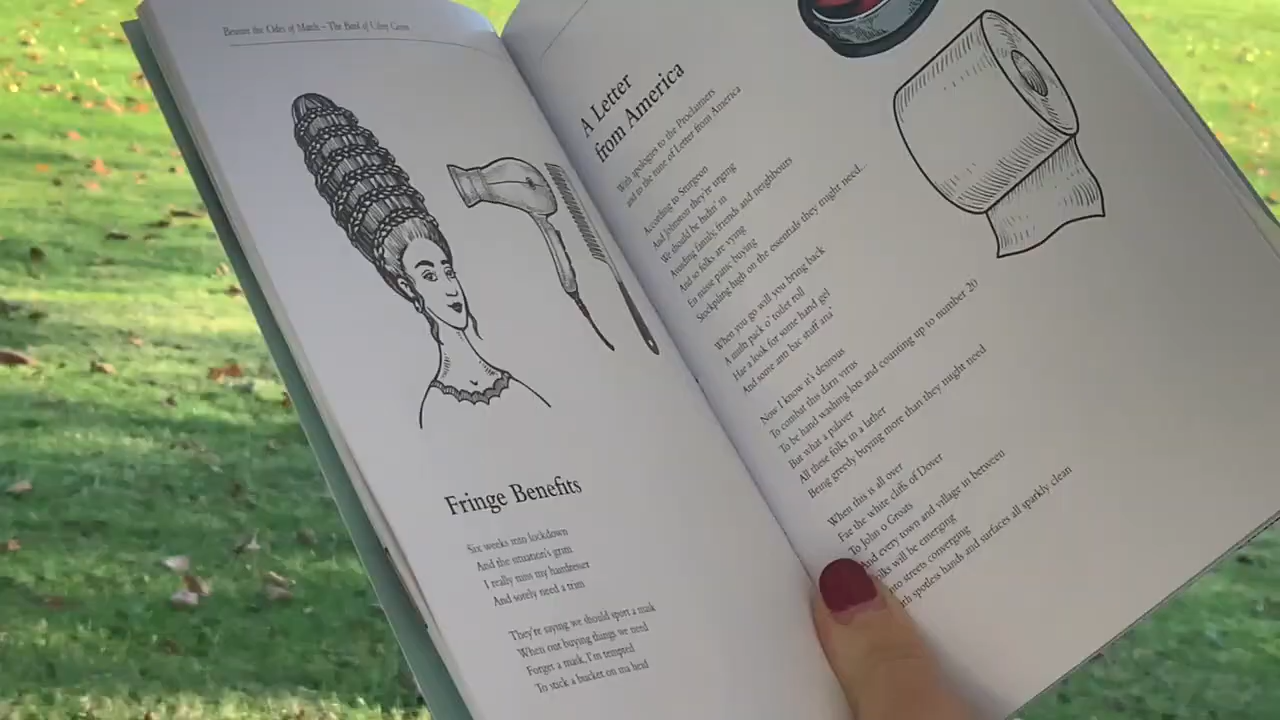 Beware the Odes of March – The Bard of Udny Green
Fringe Benefits
Six weeks into lockdown
And the situation's grim
I really miss my hairdresser
And sorely need a trim
They're saying we should sport a mask
When out buying things we need
Forget a mask, I'm tempted
To stick a bucket on ma heid
A Letter
from America
With apologies to the Proclaimers
and to the tune of Letter from America
According to Sturgeon
And Johnston they're urging
We should be bidin' in
Avoiding family, friends and neighbours
And so folks are vying
En masse panic buying
Stockpiling high on the essentials they might need...
When you go will you bring back
A multi pack o' toilet roll
Hae a look for some hand gel
And some anti bac stuff ana'
Now I know it's desirous
To combat this darn virus
To be hand washing lots and counting up to number 20
But what a palaver
All these folks in a lather
Being greedy buying more than they might need
When this is all over
Fae the white cliffs of Dover
To John o Groats
And every town and village in between
olks will be emerging
nto streets converging
ith spotless hands and surfaces all sparkly clean